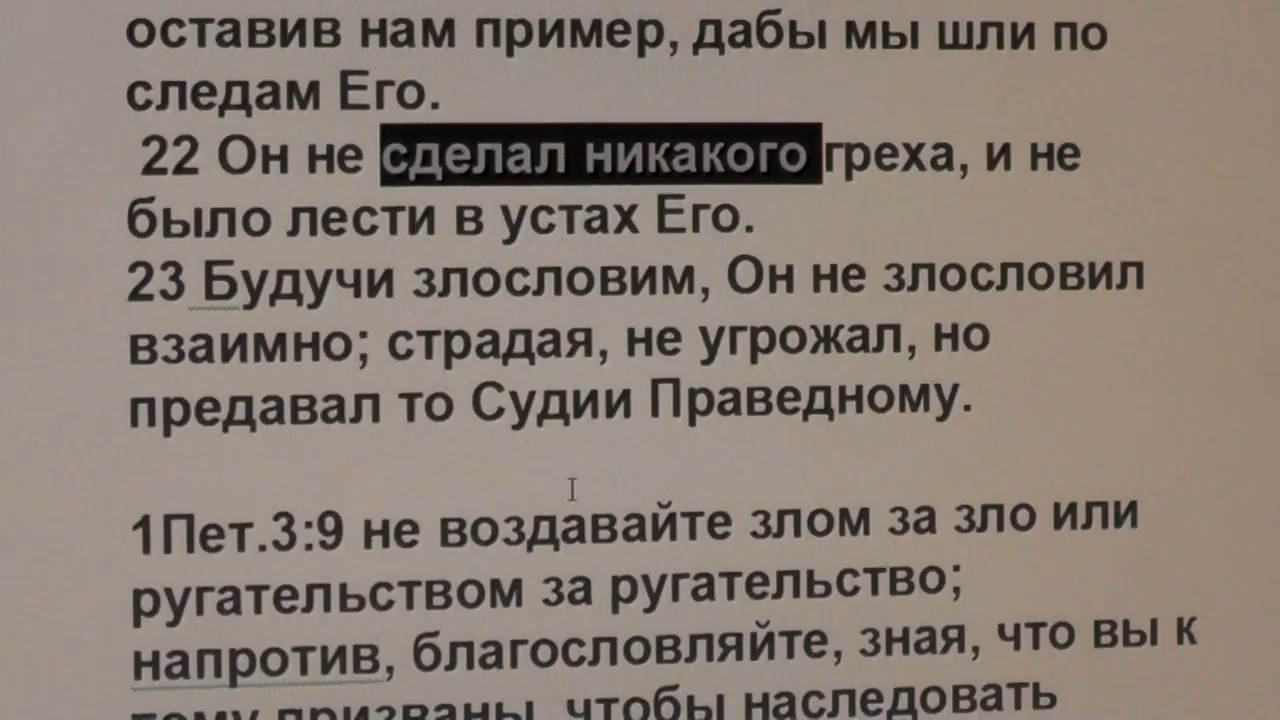 оставив нам пример, дабы мы шли по
следам Его.
22 Он не сделал никакого греха, и не
было лести в устах Его.
23 Будучи злословим, Он не злословил
взаимно; страдая, не угрожал, но
предавал то Судии Праведному.
1Пет.3:9 не воздавайте злом за зло или
ругательством за ругательство;
напротив, благословляйте, зная, что вы к
тому призваны, чтобы наследовать